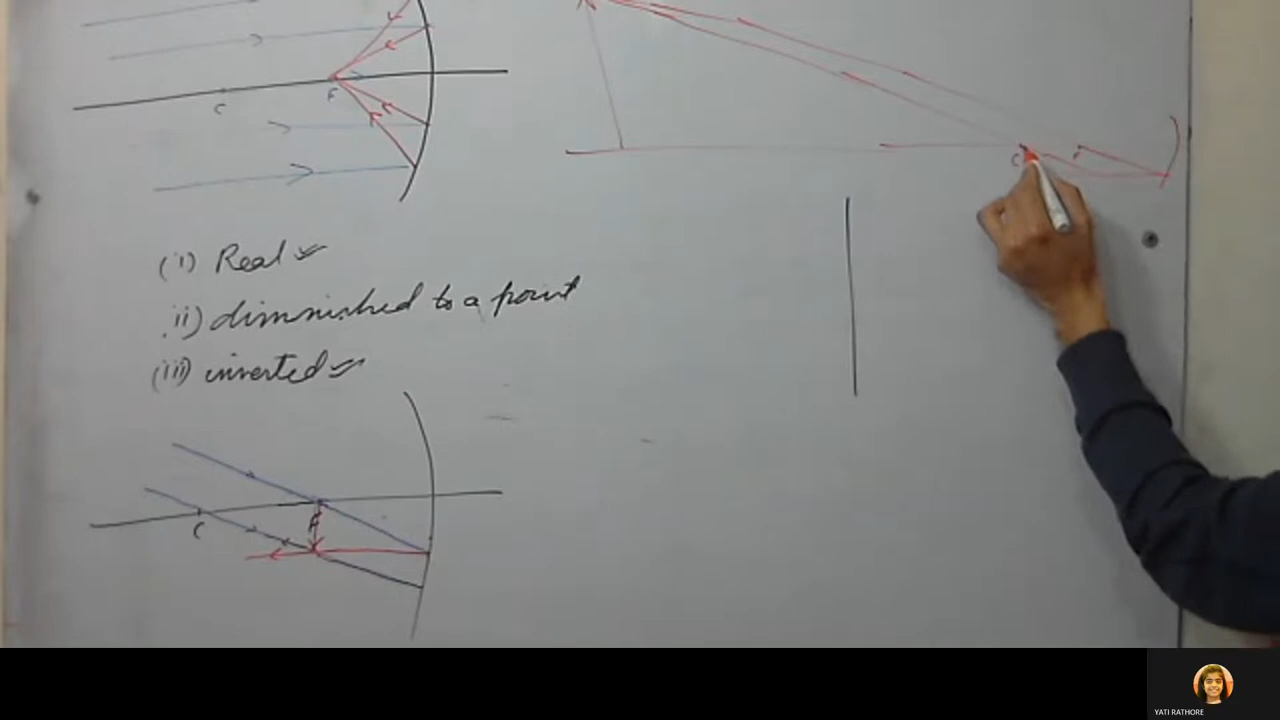 C F
C F
(i) Real
ii) diminished to a point
(iii) inverted
C F
YATI RATHORE